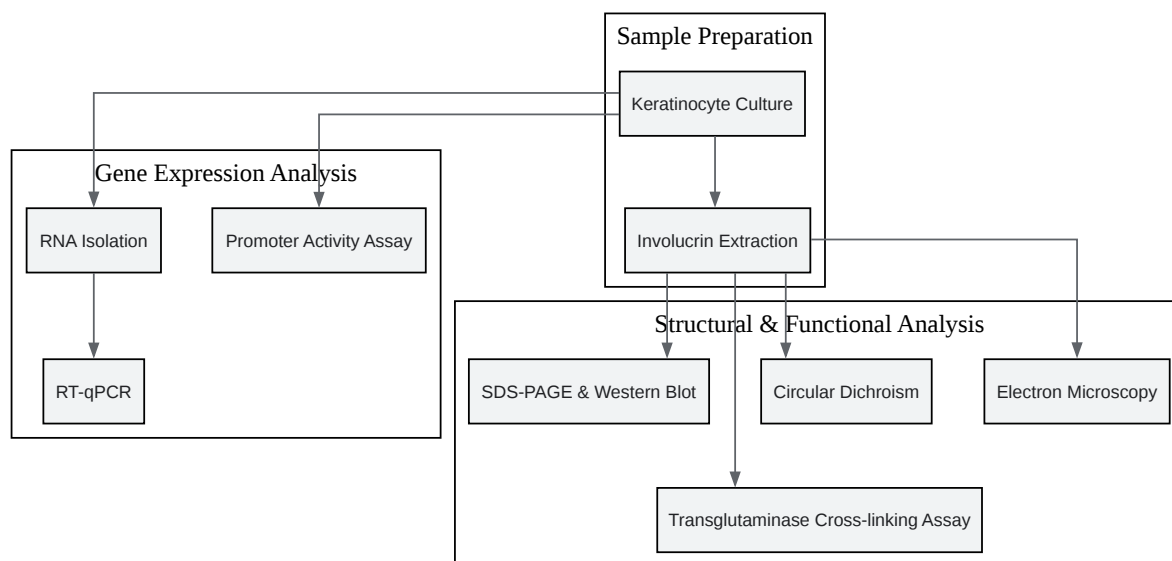 Sample Preparation
Keratinocyte Culture
Gene Expression Analysis
RNA Isolation
Promoter Activity Assay
Involucrin Extraction
Structural & Functional Analysis
RT-qPCR
SDS-PAGE & Western Blot
Circular Dichroism
Electron Microscopy
Transglutaminase Cross-linking Assay